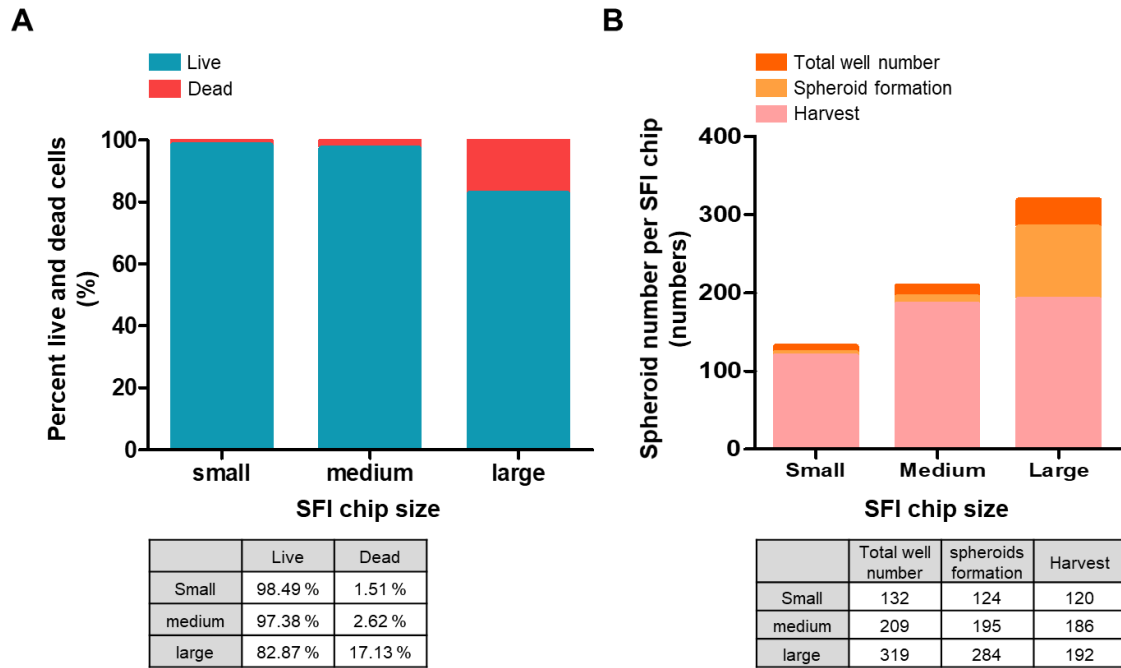 A
Live
Dead
Percent live and dead cells
(%)
100
80
60
40
20
0
small medium large
SFI chip size
Live Dead
Small 98.49 % 1.51 %
medium 97.38 % 2.62 %
large 82.87 % 17.13 %
B
Total well number
Spheroid formation
Harvest
Spheroid number per SFI chip
(numbers)
400
300
200
100
0
Small Medium Large
SFI chip size
Total well number spheroids formation Harvest
Small 132 124 120
medium 209 195 186
large 319 284 192